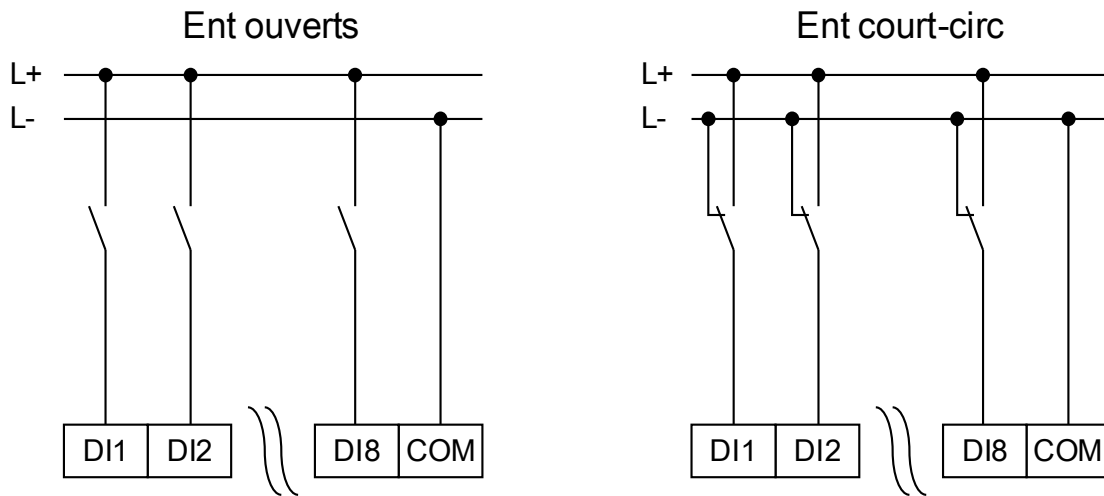 Ent ouverts
L+
L-
DI1 DI2 DI8 COM
Ent court-circ
L+
L-
DI1 DI2 DI8 COM